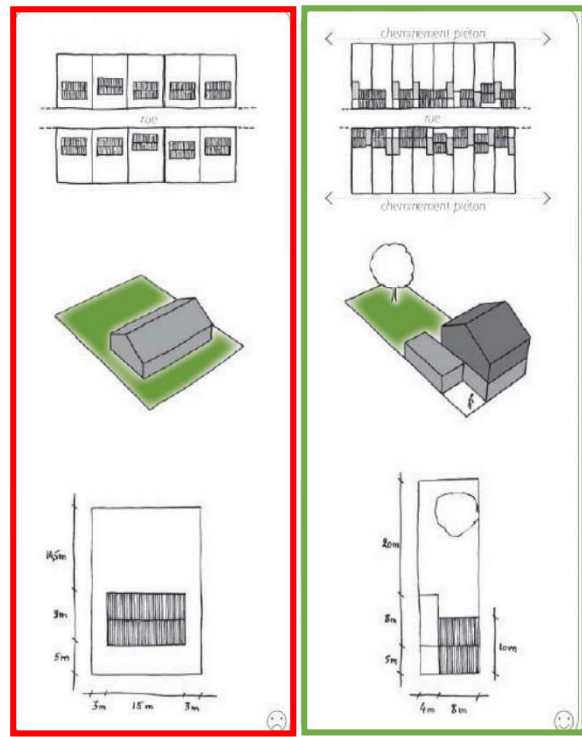 rue
14,5m
9m
5m
3m
15m
3m
cheminement piéton
rue
cheminement piéton
20m
8m
5m
10m
4m
8m